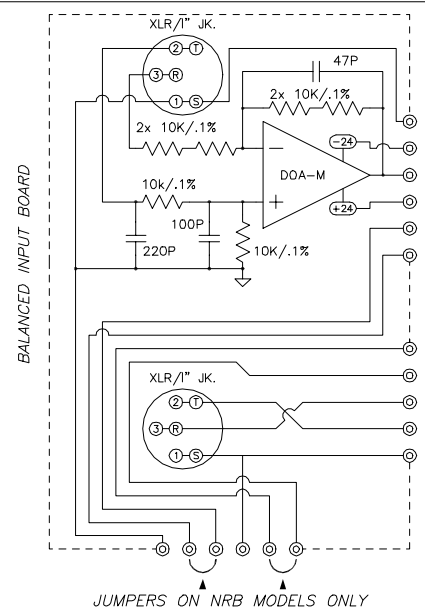 XLR/1" JK.
2 T
3 R
1 S
47P
2x 10K/.1%
2x 10K/.1%
-24
DOA-M
+24
10k/.1%
100P
220P
10K/.1%
BALANCED INPUT BOARD
XLR/1" JK.
2 T
3 R
1 S
JUMPERS ON NRB MODELS ONLY